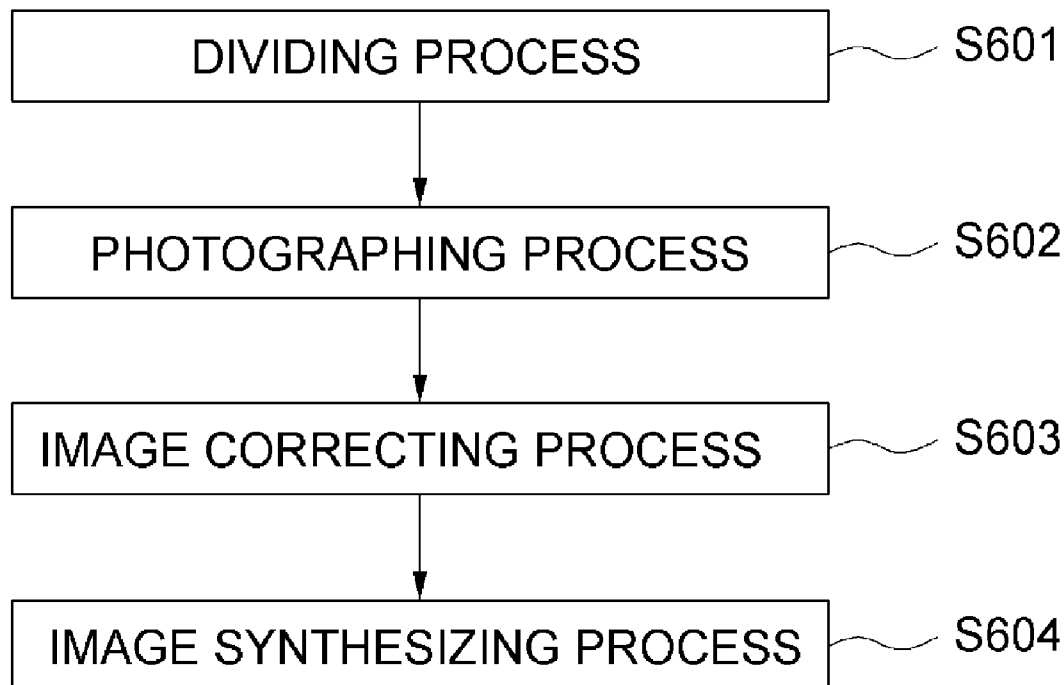 DIVIDING PROCESS S601
PHOTOGRAPHING PROCESS S602
IMAGE CORRECTING PROCESS S603
IMAGE SYNTHESIZING PROCESS S604